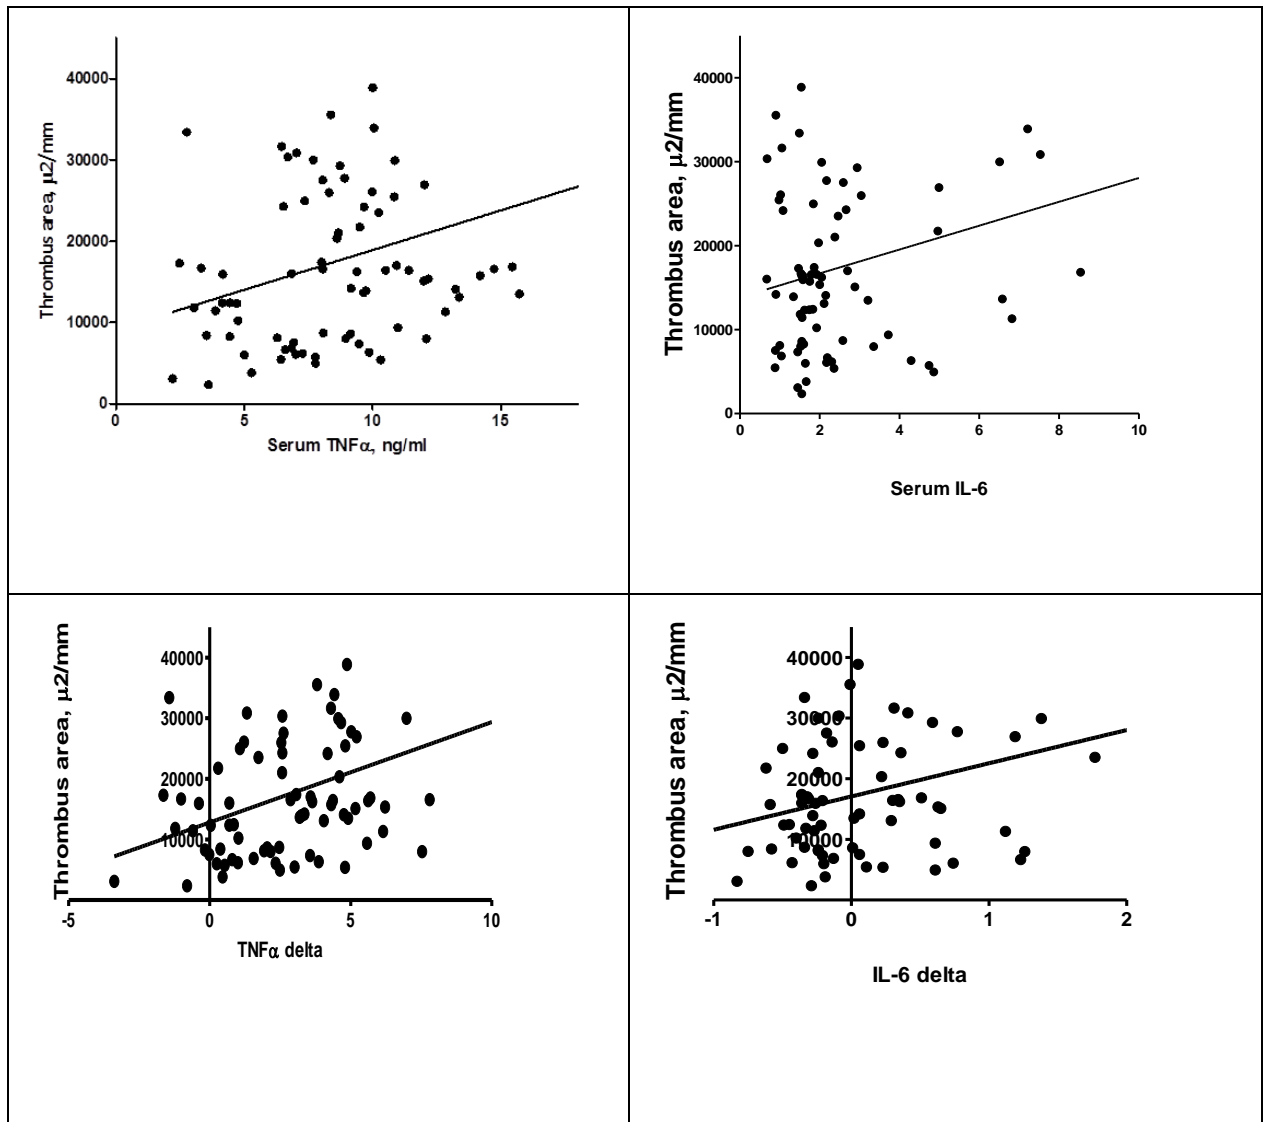 Thrombus area, µ2/mm
40000
30000
20000
10000
0
0 5 10 15
Serum TNFα, ng/ml
Thrombus area, µ2/mm
40000
30000
20000
10000
0
0 2 4 6 8 10
Serum IL-6
Thrombus area, µ2/mm
40000
30000
20000
10000
-5 0 5 10
TNFα delta
Thrombus area, µ2/mm
40000
30000
20000
10000
-1 0 1 2
IL-6 delta